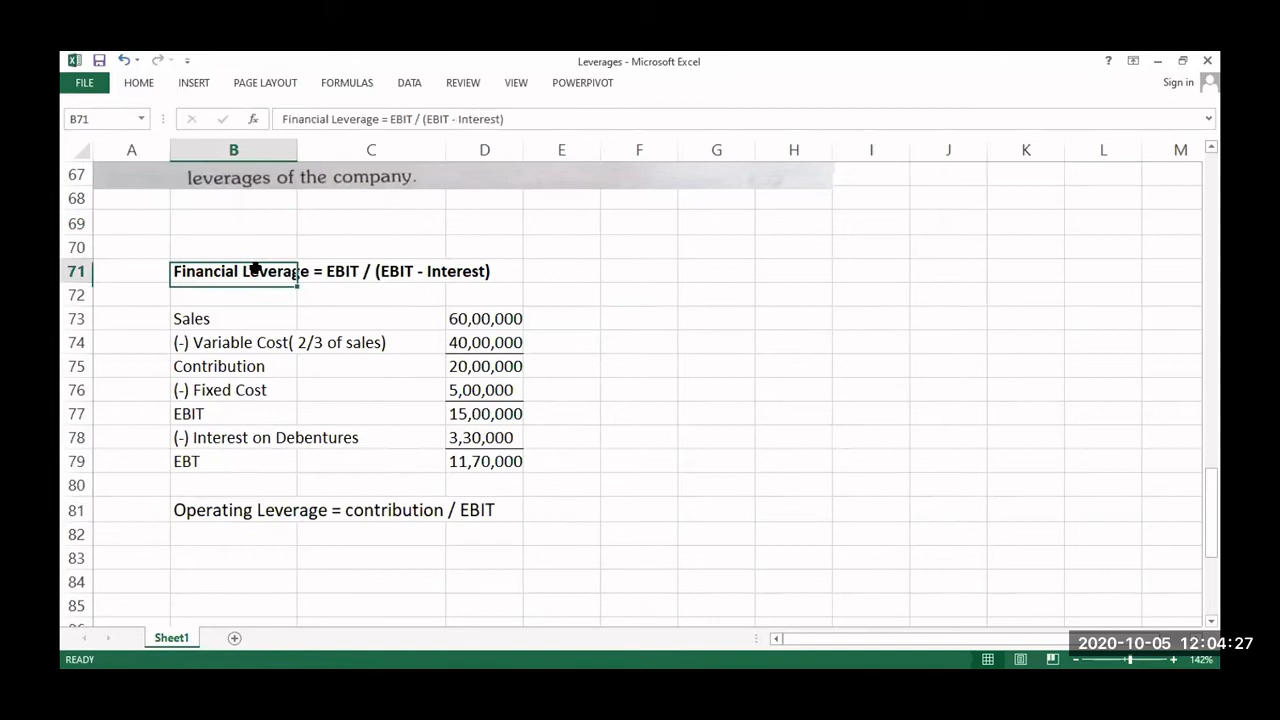 Leverages - Microsoft Excel
? 
Sign in
FILE HOME INSERT PAGE LAYOUT FORMULAS DATA REVIEW VIEW POWERPIVOT
B71 fx Financial Leverage = EBIT / (EBIT - Interest)
A B C D E F G H I J K L M
67 leverages of the company.
68
69
70
71 Financial Leverage = EBIT / (EBIT - Interest)
72
73 Sales 60,00,000
74 (-) Variable Cost( 2/3 of sales) 40,00,000
75 Contribution 20,00,000
76 (-) Fixed Cost 5,00,000
77 EBIT 15,00,000
78 (-) Interest on Debentures 3,30,000
79 EBT 11,70,000
80
81 Operating Leverage = contribution / EBIT
82
83
84
85
Sheet1
2020-10-05 12:04:27
READY 142%